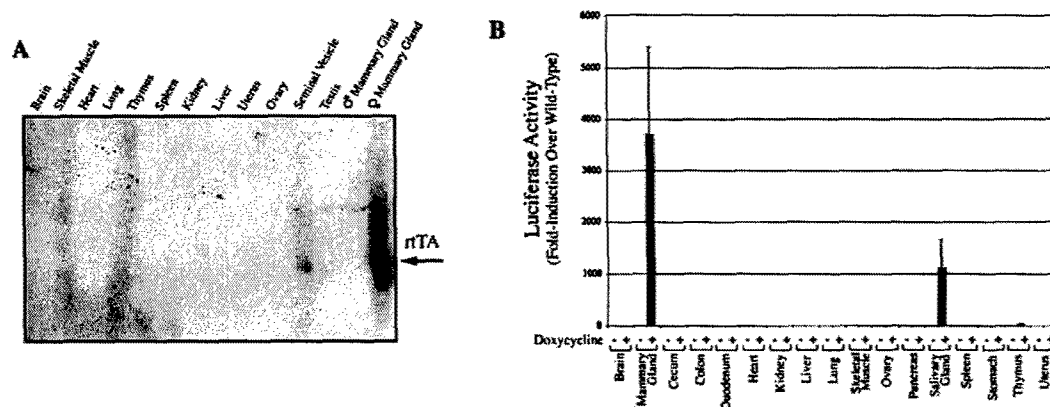 A
Brain
Skeletal Muscle
Heart
Lung
Thymus
Spleen
Kidney
Liver
Uterus
Ovary
Seminal Vesicle
Testis
♂ Mammary Gland
♀ Mammary Gland
rtTA
B
Luciferase Activity
(Fold-Induction Over Wild-Type)
6000
5000
4000
3000
2000
1000
0
Doxycycline
- + - + - + - + - + - + - + - + - + - + - + - + - + - + - + - + - +
Brain
Mammary Gland
Cecum
Colon
Duodenum
Heart
Kidney
Liver
Lung
Skeletal Muscle
Ovary
Pancreas
Salivary Gland
Spleen
Stomach
Thymus
Uterus